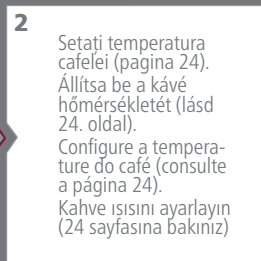 2
Setați temperatura
cafelei (pagina 24).
Állítsa be a kávé
hőmérsékletét (lásd
24. oldal).
Configure a tempera-
ture do café (consulte
a página 24).
Kahve ısısını ayarlayın
(24 sayfasına bakınız)